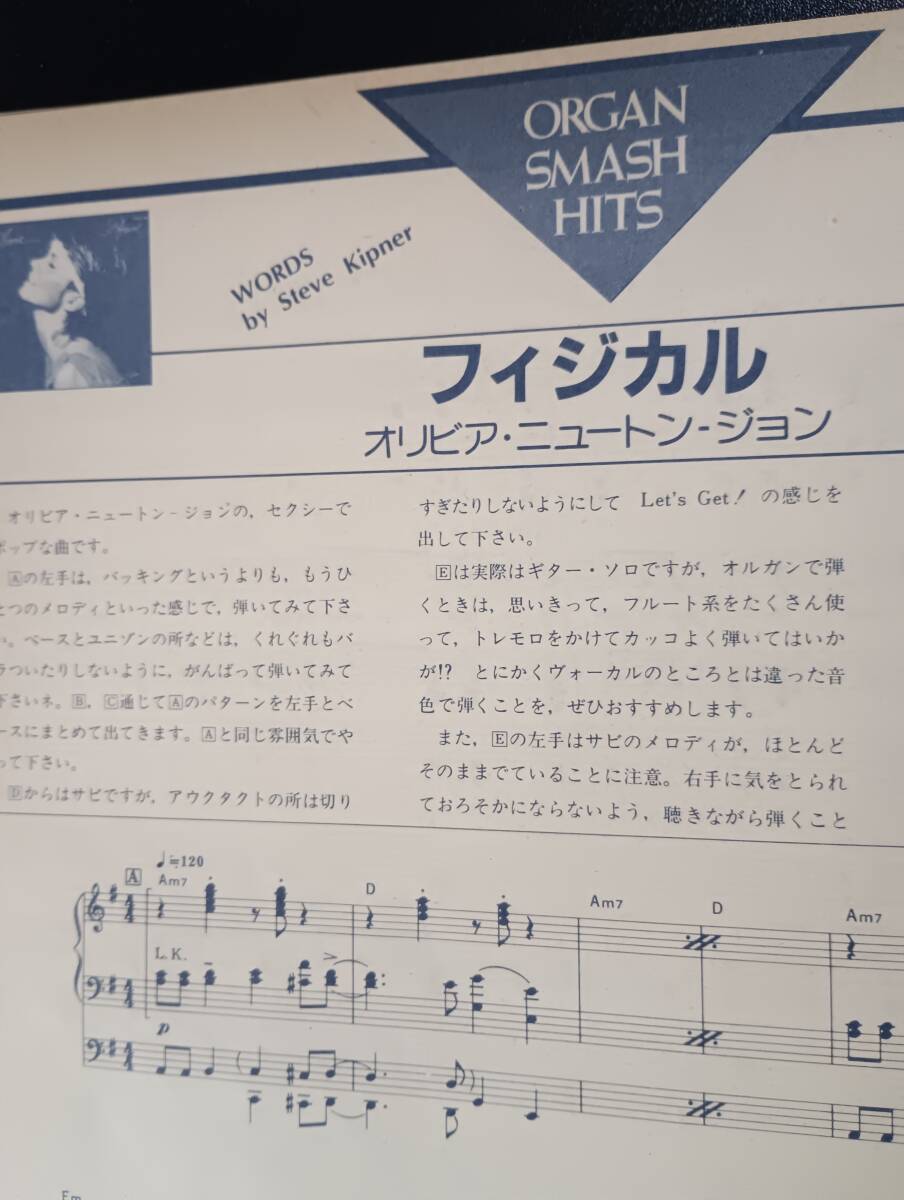 ORGAN
SMASH
HITS
WORDS
by Steve Kipner
フィジカル
オリビア・ニュートン-ジョン
オリビア・ニュートン-ジョンの，セクシーで
ポップな曲です。
Aの左手は，バッキングというよりも，もうひ
とつのメロディといった感じで，弾いてみて下さ
い。ベースとユニゾンの所などは，くれぐれもバ
ラついたりしないように，がんばって弾いてみて
下さいネ。B，C通じてAのパターンを左手とベ
ースにまとめて出てきます。Aと同じ雰囲気でや
って下さい。
Dからはサビですが，アウクタクトの所は切り
すぎたりしないようにして Let's Get! の感じを
出して下さい。
Eは実際はギター・ソロですが，オルガンで弾
くときは，思いきって，フルート系をたくさん使
って，トレモロをかけてカッコよく弾いてはいか
が!? とにかくヴォーカルのところとは違った音
色で弾くことを，ぜひおすすめします。
また，Eの左手はサビのメロディが，ほとんど
そのままでていることに注意。右手に気をとられ
ておろそかにならないよう，聴きながら弾くこと
♩≒120
A Am7 D Am7 D Am7
L.K.
p
Em